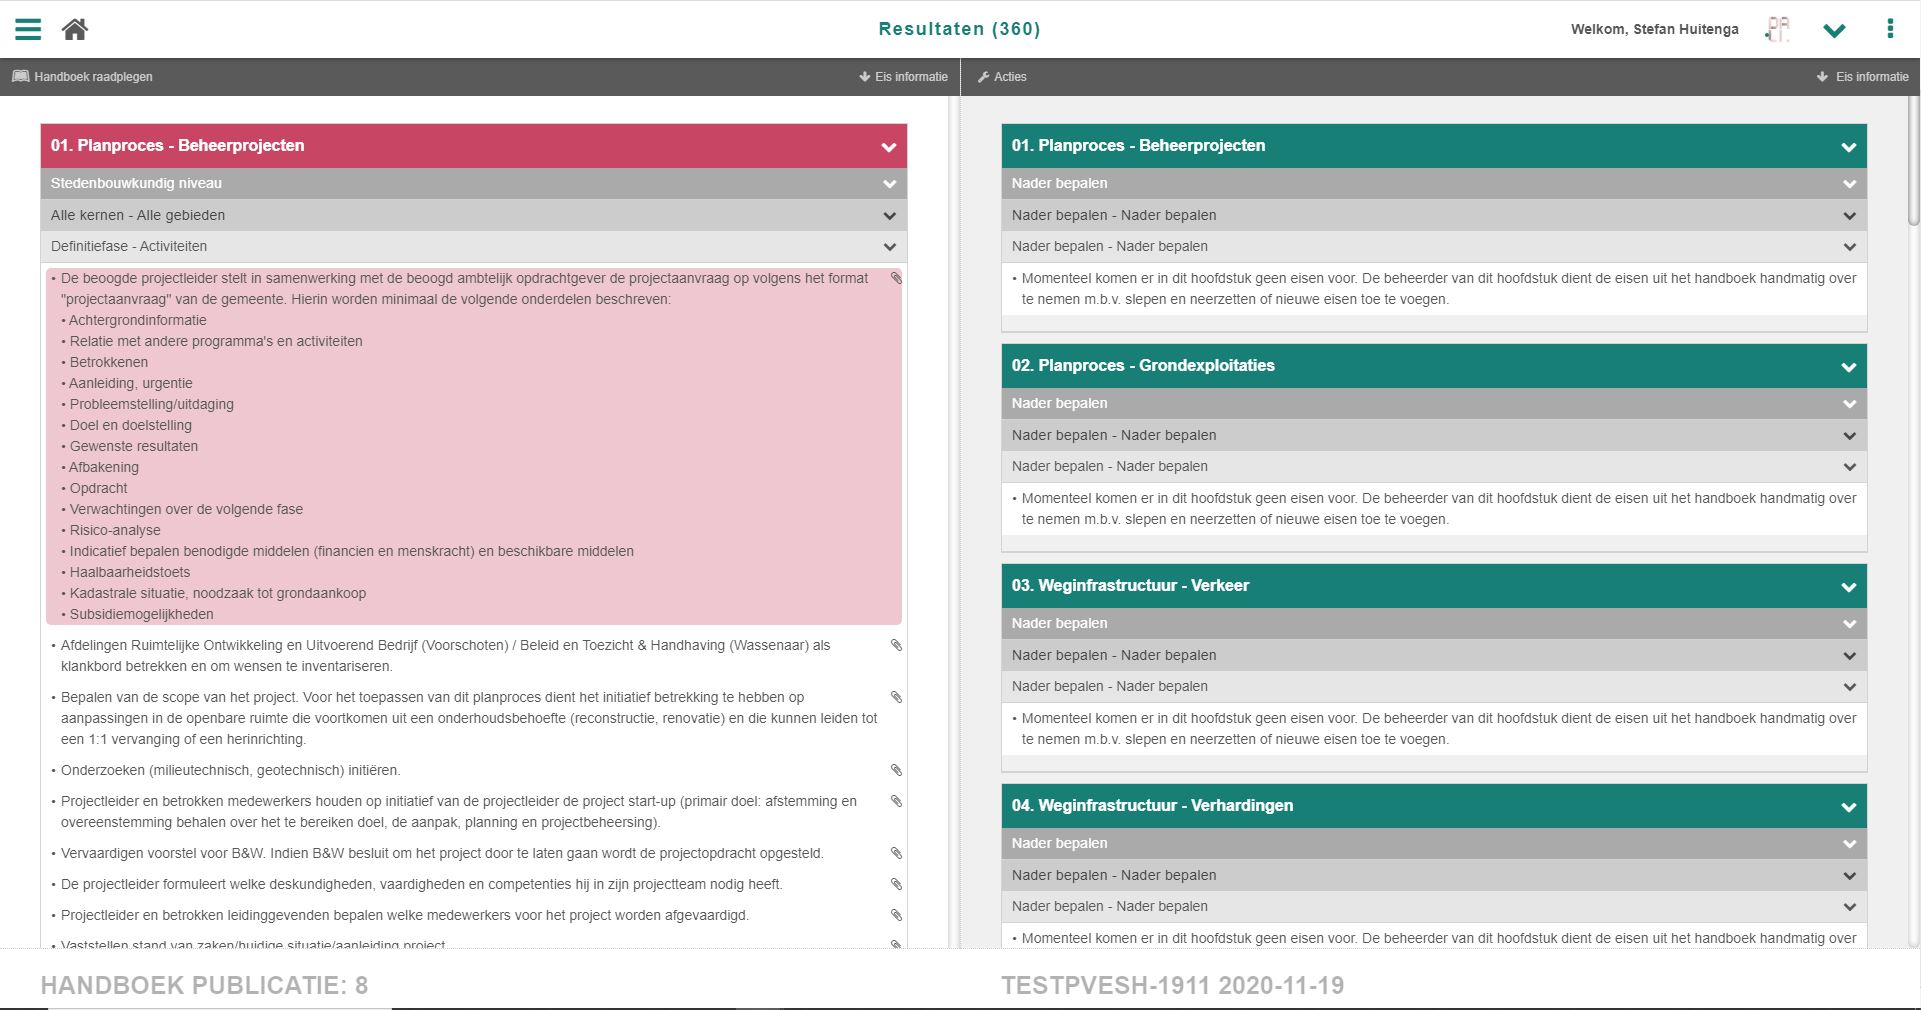 Resultaten (360)
Welkom, Stefan Huitenga
Handboek raadplegen
Eis informatie
Acties
Eis informatie
01. Planproces - Beheerprojecten
Stedenbouwkundig niveau
Alle kernen - Alle gebieden
Definitiefase - Activiteiten
• De beoogde projectleider stelt in samenwerking met de beoogd ambtelijk opdrachtgever de projectaanvraag op volgens het format
"projectaanvraag" van de gemeente. Hierin worden minimaal de volgende onderdelen beschreven:
• Achtergrondinformatie
• Relatie met andere programma's en activiteiten
• Betrokkenen
• Aanleiding, urgentie
• Probleemstelling/uitdaging
• Doel en doelstelling
• Gewenste resultaten
• Afbakening
• Opdracht
• Verwachtingen over de volgende fase
• Risico-analyse
• Indicatief bepalen benodigde middelen (financien en menskracht) en beschikbare middelen
• Haalbaarheidstoets
• Kadastrale situatie, noodzaak tot grondaankoop
• Subsidiemogelijkheden
• Afdelingen Ruimtelijke Ontwikkeling en Uitvoerend Bedrijf (Voorschoten) / Beleid en Toezicht & Handhaving (Wassenaar) als
klankbord betrekken en om wensen te inventariseren.
• Bepalen van de scope van het project. Voor het toepassen van dit planproces dient het initiatief betrekking te hebben op
aanpassingen in de openbare ruimte die voortkomen uit een onderhoudsbehoefte (reconstructie, renovatie) en die kunnen leiden tot
een 1:1 vervanging of een herinrichting.
• Onderzoeken (milieutechnisch, geotechnisch) initiëren.
• Projectleider en betrokken medewerkers houden op initiatief van de projectleider de project start-up (primair doel: afstemming en
overeenstemming behalen over het te bereiken doel, de aanpak, planning en projectbeheersing).
• Vervaardigen voorstel voor B&W. Indien B&W besluit om het project door te laten gaan wordt de projectopdracht opgesteld.
• De projectleider formuleert welke deskundigheden, vaardigheden en competenties hij in zijn projectteam nodig heeft.
• Projectleider en betrokken leidinggevenden bepalen welke medewerkers voor het project worden afgevaardigd.
• Vaststellen stand van zaken/huidige situatie/aanleiding project
01. Planproces - Beheerprojecten
Nader bepalen
Nader bepalen - Nader bepalen
Nader bepalen - Nader bepalen
• Momenteel komen er in dit hoofdstuk geen eisen voor. De beheerder van dit hoofdstuk dient de eisen uit het handboek handmatig over
te nemen m.b.v. slepen en neerzetten of nieuwe eisen toe te voegen.
02. Planproces - Grondexploitaties
Nader bepalen
Nader bepalen - Nader bepalen
Nader bepalen - Nader bepalen
• Momenteel komen er in dit hoofdstuk geen eisen voor. De beheerder van dit hoofdstuk dient de eisen uit het handboek handmatig over
te nemen m.b.v. slepen en neerzetten of nieuwe eisen toe te voegen.
03. Weginfrastructuur - Verkeer
Nader bepalen
Nader bepalen - Nader bepalen
Nader bepalen - Nader bepalen
• Momenteel komen er in dit hoofdstuk geen eisen voor. De beheerder van dit hoofdstuk dient de eisen uit het handboek handmatig over
te nemen m.b.v. slepen en neerzetten of nieuwe eisen toe te voegen.
04. Weginfrastructuur - Verhardingen
Nader bepalen
Nader bepalen - Nader bepalen
Nader bepalen - Nader bepalen
• Momenteel komen er in dit hoofdstuk geen eisen voor. De beheerder van dit hoofdstuk dient de eisen uit het handboek handmatig over
HANDBOEK PUBLICATIE: 8
TESTPVESH-1911 2020-11-19